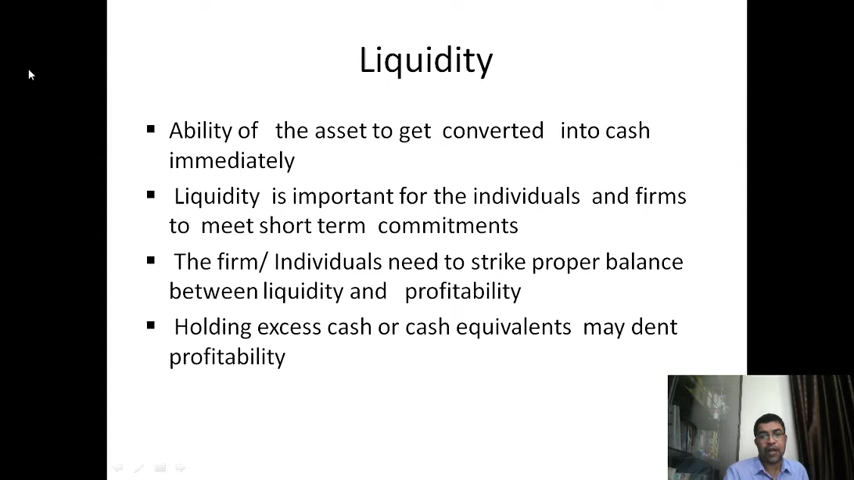 Liquidity
▪ Ability of the asset to get converted into cash
immediately
▪ Liquidity is important for the individuals and firms
to meet short term commitments
▪ The firm/ Individuals need to strike proper balance
between liquidity and profitability
▪ Holding excess cash or cash equivalents may dent
profitability